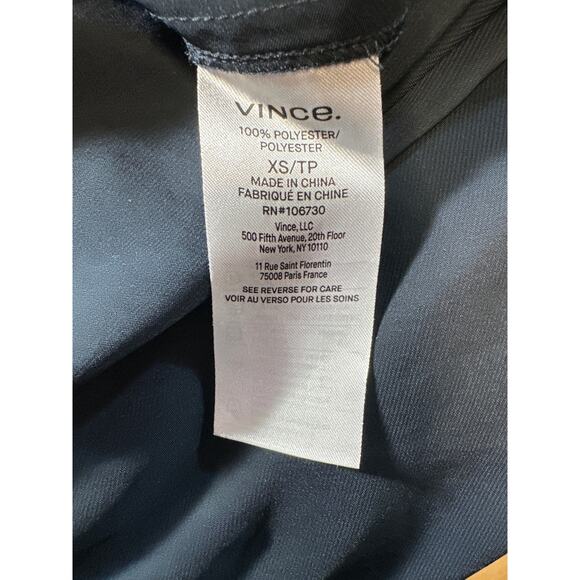 VINCE.
100% POLYESTER/
POLYESTER
XS/TP
MADE IN CHINA
FABRIQUÉ EN CHINE
RN#106730
Vince, LLC
500 Fifth Avenue, 20th Floor
New York, NY 10110
11 Rue Saint Florentin
75008 Paris France
SEE REVERSE FOR CARE
VOIR AU VERSO POUR LES SOINS